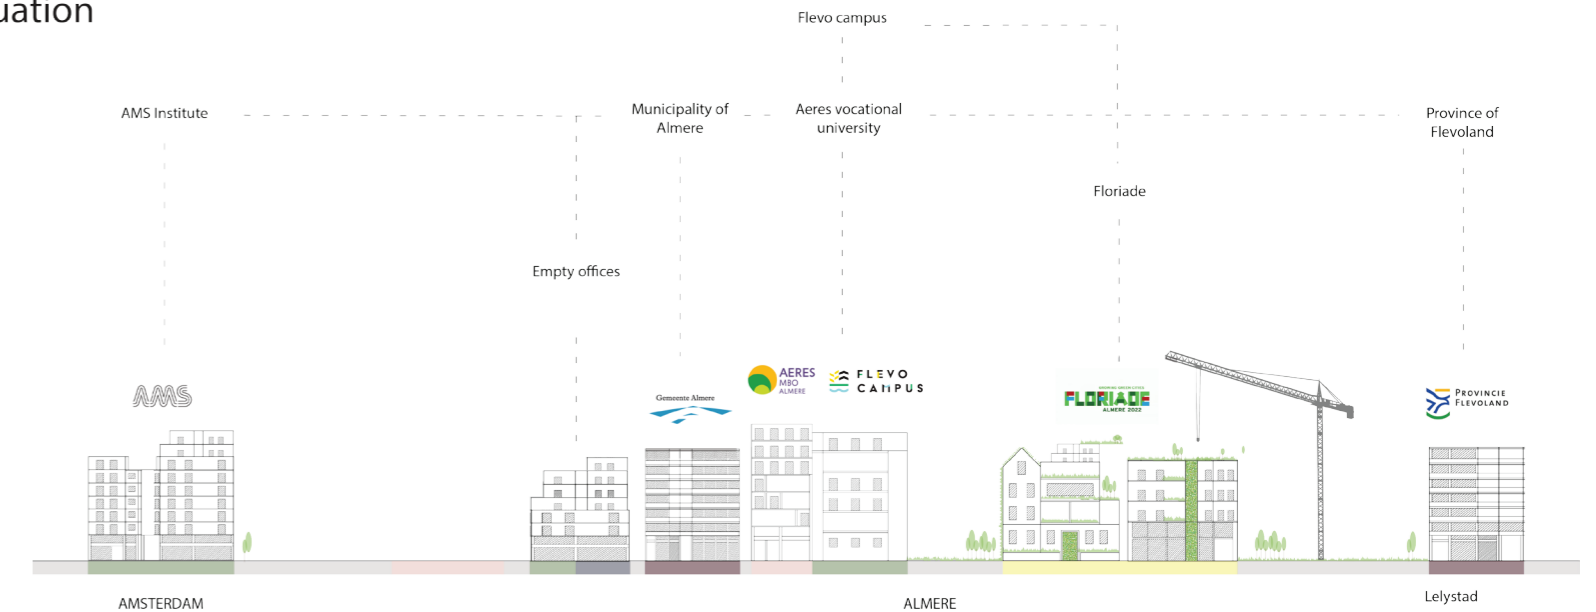 uation
Flevo campus
AMS Institute
Municipality of
Almere
Aeres vocational
university
Province of
Flevoland
Floriade
Empty offices
AMS
Gemeente Almere
AERES
MBO
ALMERE
FLEVO
CAMPUS
FLORIADE
ALMERE 2022
PROVINCIE
FLEVOLAND
AMSTERDAM
ALMERE
Lelystad